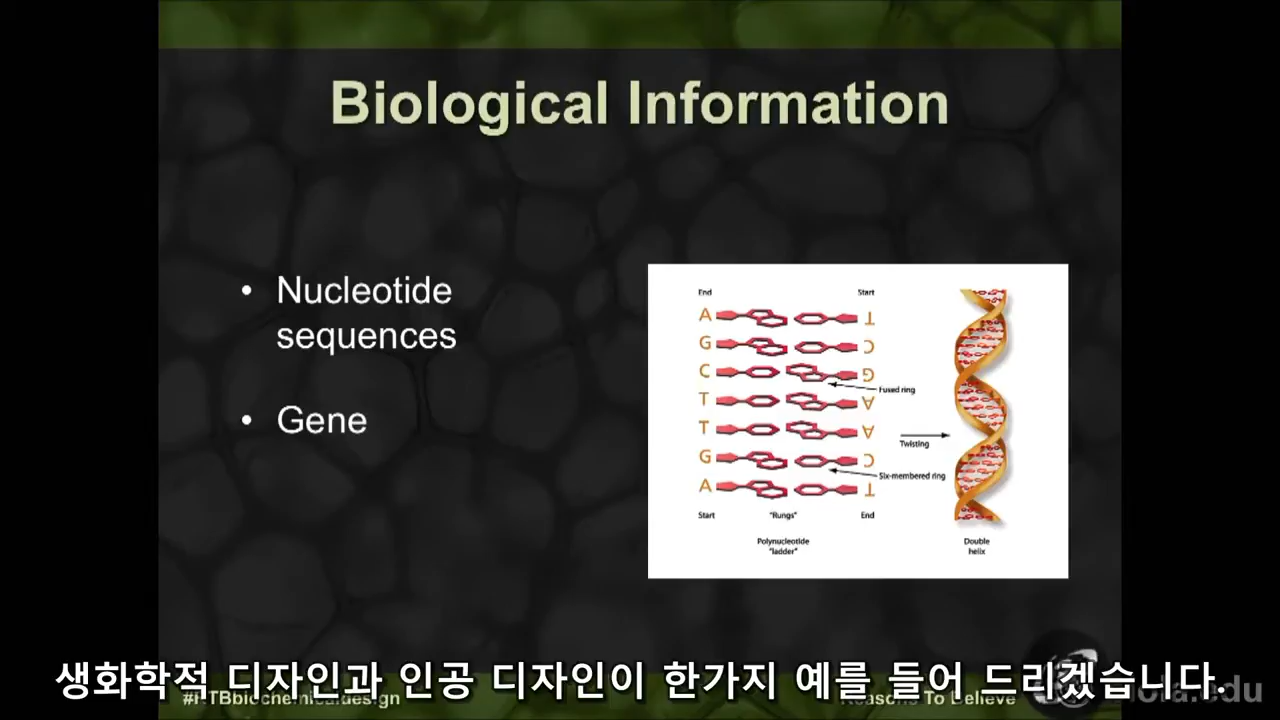 Biological Information
• Nucleotide
sequences
• Gene
End
Start
A
T
G
C
C
G
T
A
T
A
G
C
A
T
Fused ring
Twisting
Six-membered ring
Start
"Rungs"
End
Polynucleotide
"ladder"
Double
helix
생화학적 디자인과 인공 디자인이 한가지 예를 들어 드리겠습니다.
#RTBbiochemicaldesign
Reasons To Believe